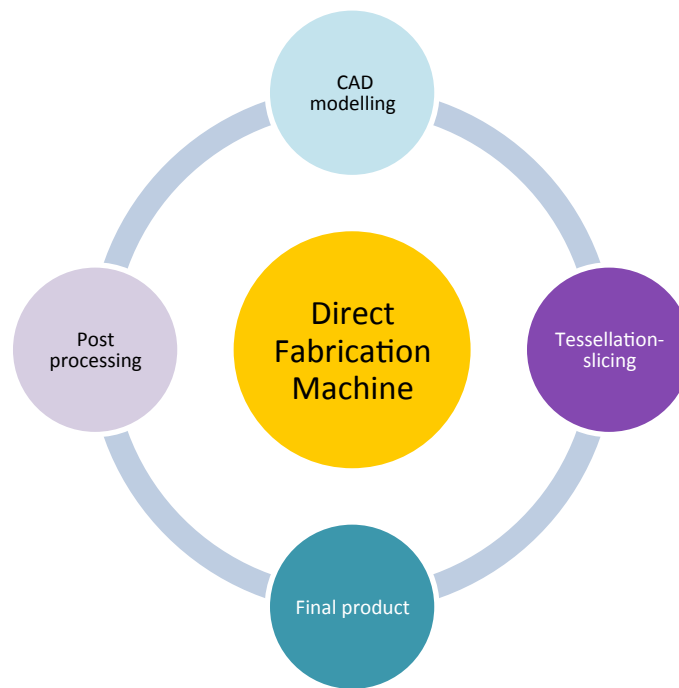 CAD
modelling
Direct
Fabrication
Machine
Post
processing
Tessellation-
slicing
Final product